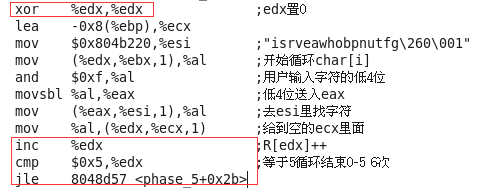 xor %edx,%edx ;edx置0
lea -0x8(%ebp),%ecx
mov $0x804b220,%esi ;"isrveawhobpnutfg\260\001"
mov (%edx,%ebx,1),%al ;开始循环char[i]
and $0xf,%al ;用户输入字符的低4位
movsbl %al,%eax ;低4位送入eax
mov (%eax,%esi,1),%al ;去esi里找字符
mov %al,(%edx,%ecx,1) ;给到空的ecx里面
inc %edx ;R[edx]++
cmp $0x5,%edx ;等于5循环结束0-5 6次
jle 8048d57 <phase_5+0x2b>